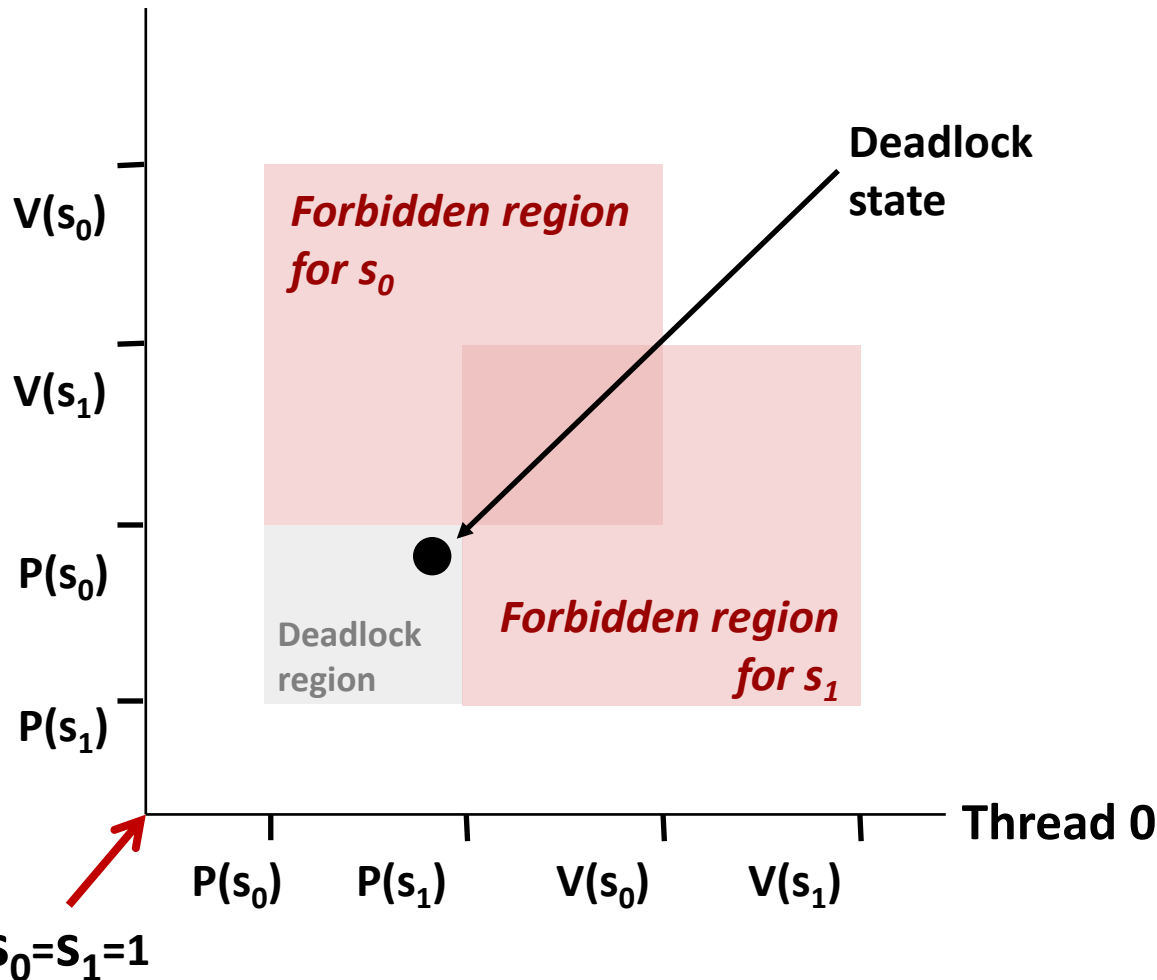 Deadlock
state
V(s₀)
Forbidden region
for s₀
V(s₁)
P(s₀)
Forbidden region
for s₁
Deadlock
region
P(s₁)
Thread 0
P(s₀) P(s₁) V(s₀) V(s₁)
s₀=s₁=1